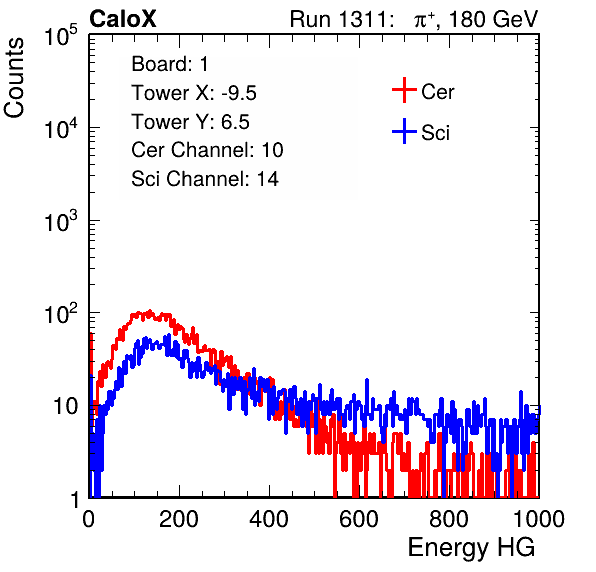 CaloX Run 1311: π⁺, 180 GeV
Counts
10⁵
10⁴
10³
10²
10
1
Board: 1
Tower X: -9.5
Tower Y: 6.5
Cer Channel: 10
Sci Channel: 14
Cer
Sci
0 200 400 600 800 1000
Energy HG